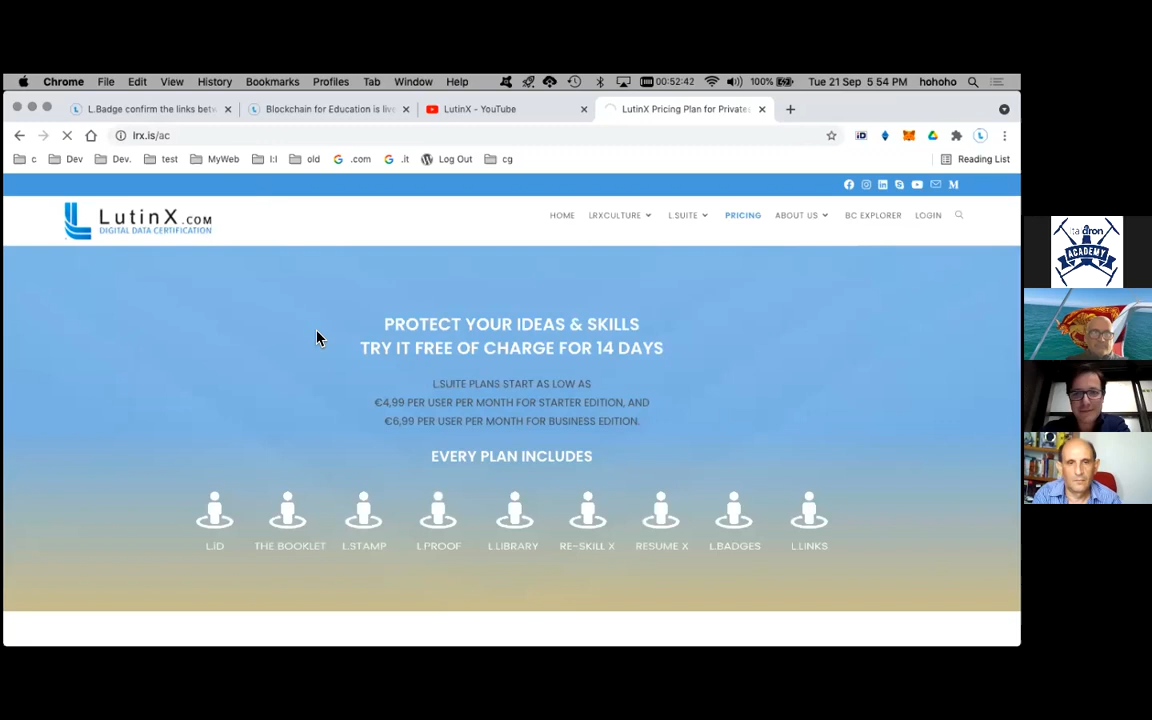 Chrome File Edit View History Bookmarks Profiles Tab Window Help 00:52:42 100% Tue 21 Sep 5:54 PM hohoho
L.Badge confirm the links betw
Blockchain for Education is live
LutinX - YouTube
LutinX Pricing Plan for Privates
lrx.is/ac
c Dev Dev. test MyWeb l:l old .com .it Log Out cg Reading List
LutinX.COM
DIGITAL DATA CERTIFICATION
HOME LRXCULTURE L.SUITE PRICING ABOUT US BC EXPLORER LOGIN
PROTECT YOUR IDEAS & SKILLS
TRY IT FREE OF CHARGE FOR 14 DAYS
L.SUITE PLANS START AS LOW AS
€4,99 PER USER PER MONTH FOR STARTER EDITION, AND
€6,99 PER USER PER MONTH FOR BUSINESS EDITION.
EVERY PLAN INCLUDES
L.iD THE BOOKLET L.STAMP L.PROOF L.LIBRARY RE-SKILL X RESUME X L.BADGES L.LINKS
dron
ACADEMY